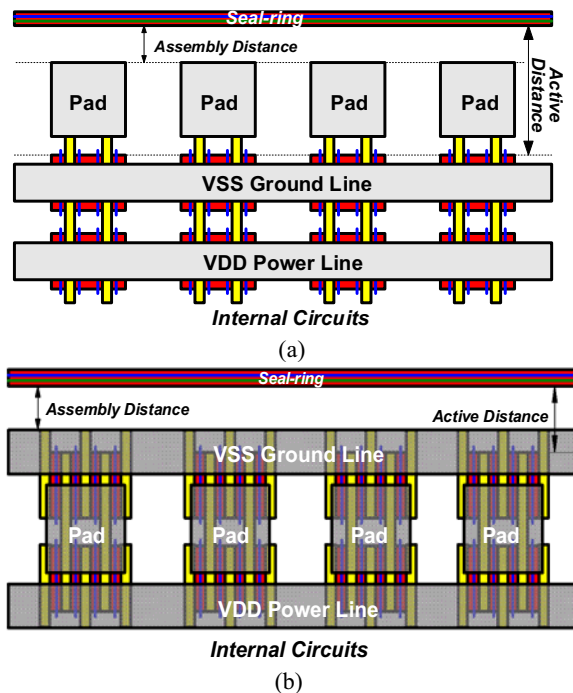 Seal-ring
Assembly Distance
Active Distance
Pad Pad Pad Pad
VSS Ground Line
VDD Power Line
Internal Circuits
(a)
Seal-ring
Assembly Distance
Active Distance
VSS Ground Line
Pad Pad Pad Pad
VDD Power Line
Internal Circuits
(b)